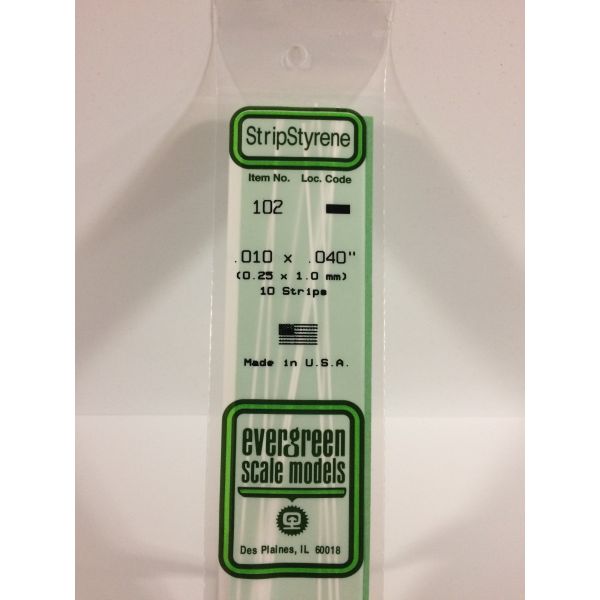 StripStyrene
Item No. Loc. Code
102
.010 x .040"
(0.25 x 1.0 mm)
10 Strips
Made in U.S.A.
evergreen
scale models
Des Plaines, IL 60018